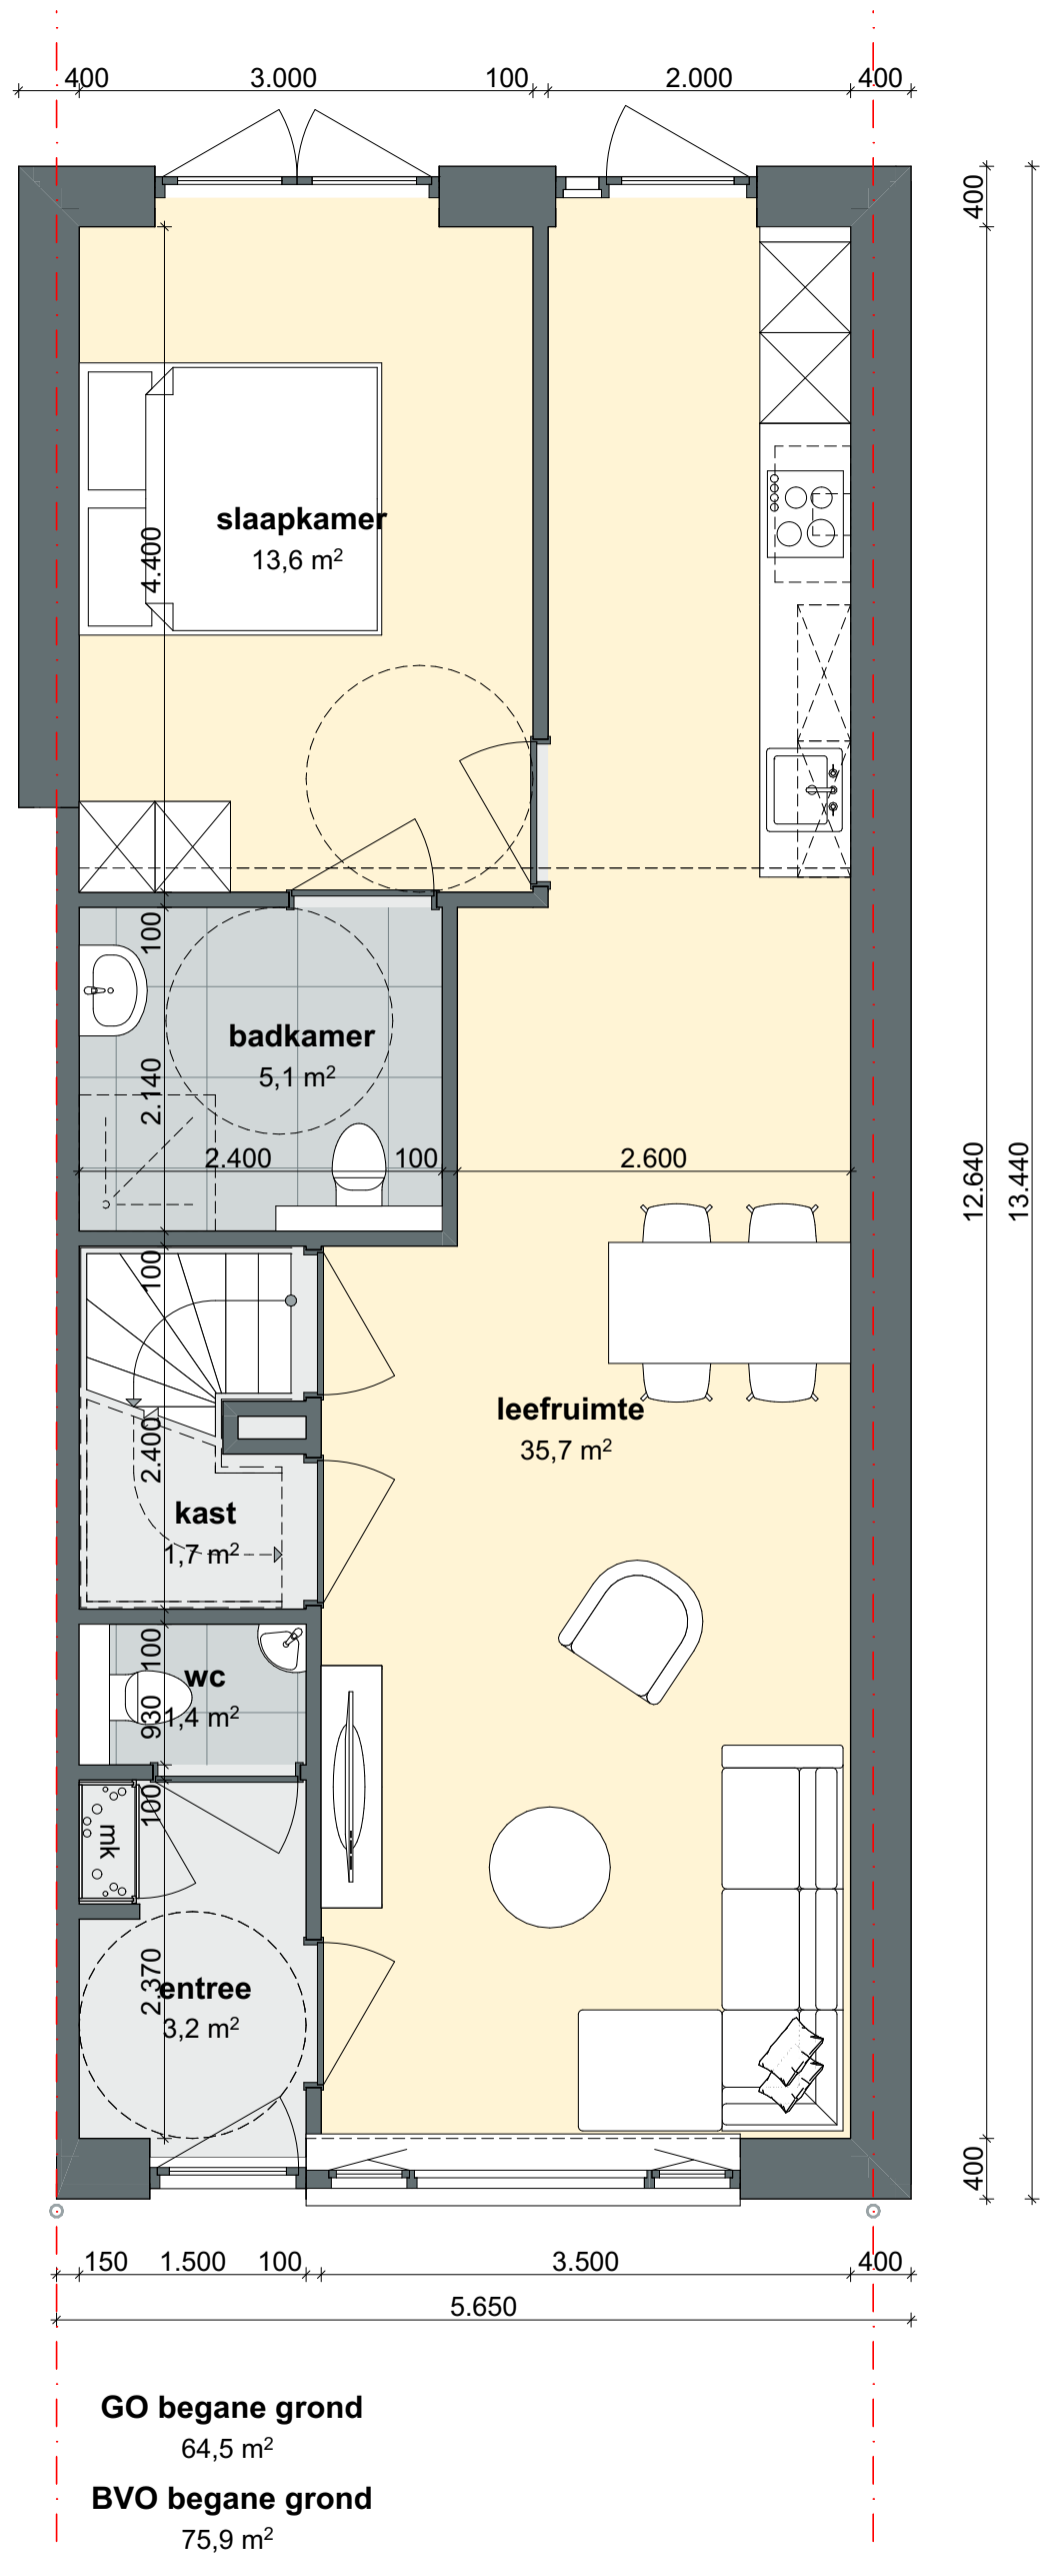 400 3.000 100 2.000 400
400
slaapkamer
13,6 m²
4.400
100
badkamer
5,1 m²
2.140
2.400 100 2.600
12.640
13.440
100
leefruimte
35,7 m²
2.400
kast
1,7 m²
100
wc
1,4 m²
930
100
mk
2.370
entree
3,2 m²
400
150 1.500 100 3.500 400
5.650
GO begane grond
64,5 m²
BVO begane grond
75,9 m²